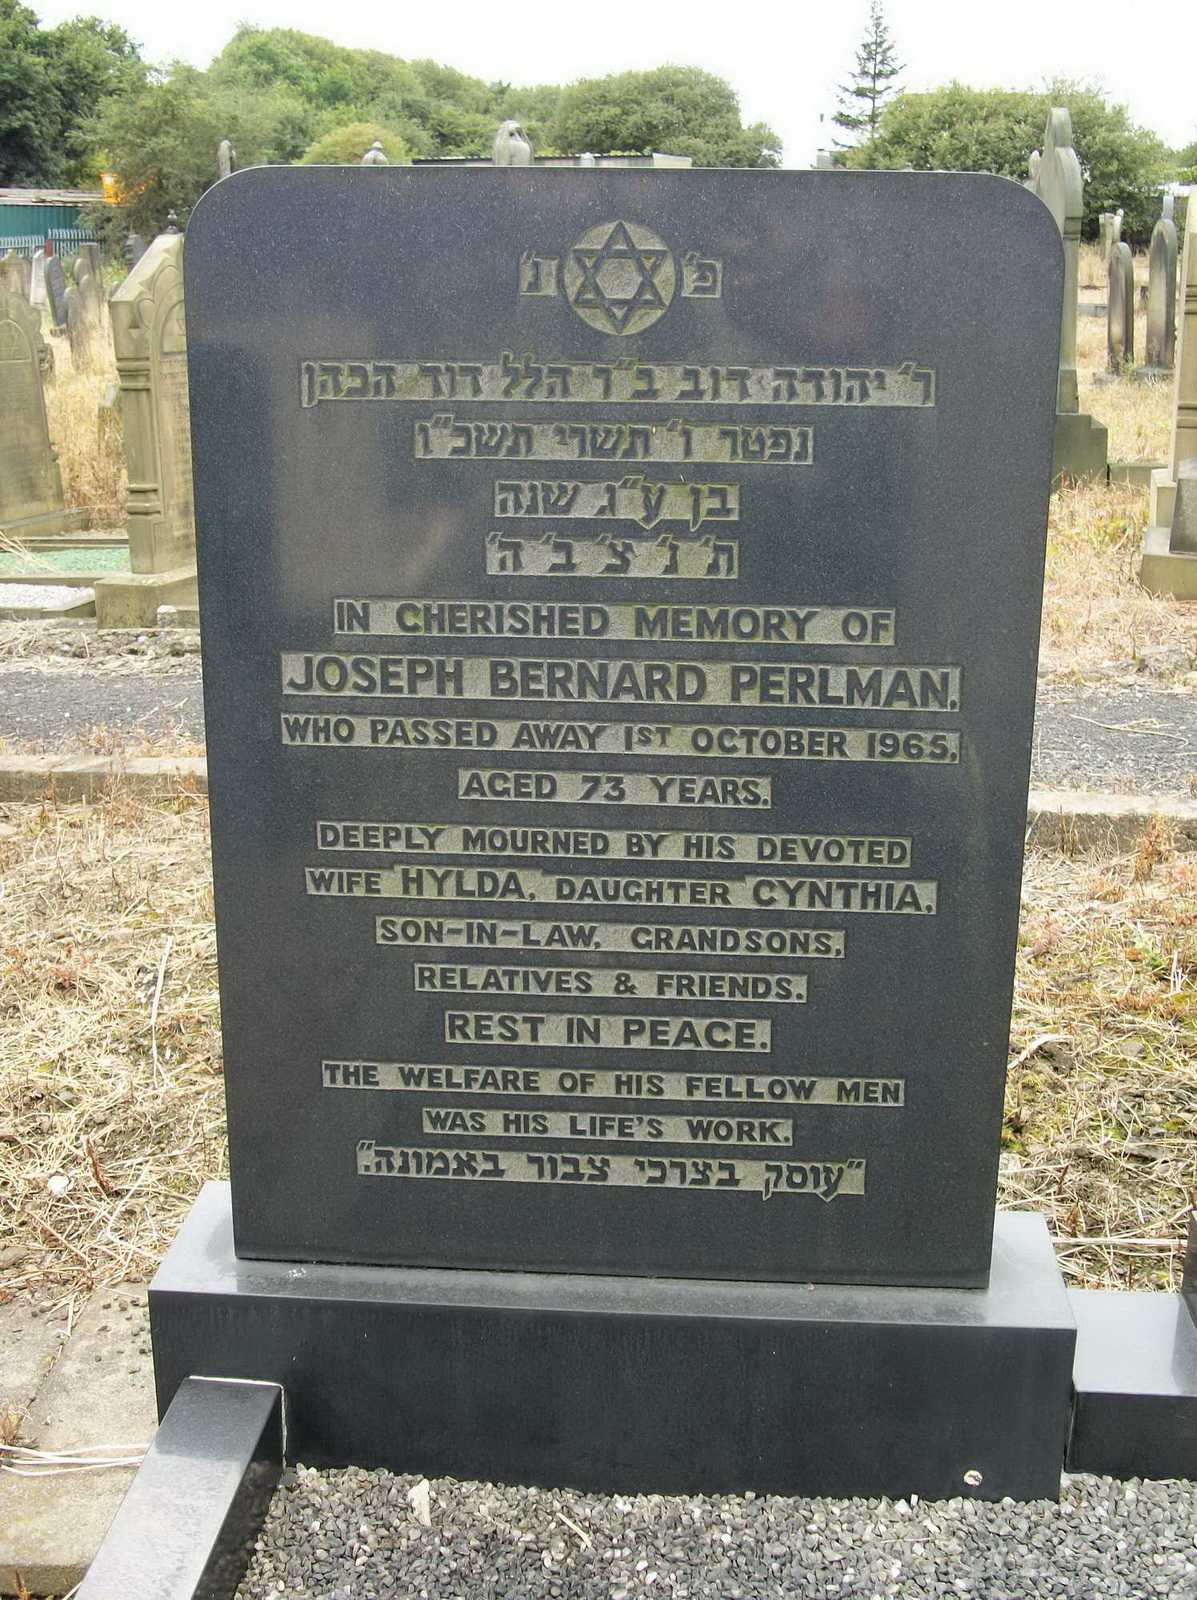 פ' נ'
ר' יהודה דוב ב"ר הלל דוד הכהן
נפטר ו' תשרי תשכ"ו
בן ע"ג שנה
ת' נ' צ' ב' ה'
IN CHERISHED MEMORY OF
JOSEPH BERNARD PERLMAN,
WHO PASSED AWAY 1ST OCTOBER 1965,
AGED 73 YEARS.
DEEPLY MOURNED BY HIS DEVOTED
WIFE HYLDA, DAUGHTER CYNTHIA,
SON-IN-LAW, GRANDSONS,
RELATIVES & FRIENDS.
REST IN PEACE.
THE WELFARE OF HIS FELLOW MEN
WAS HIS LIFE'S WORK.
"עוסק בצרכי צבור באמונה."